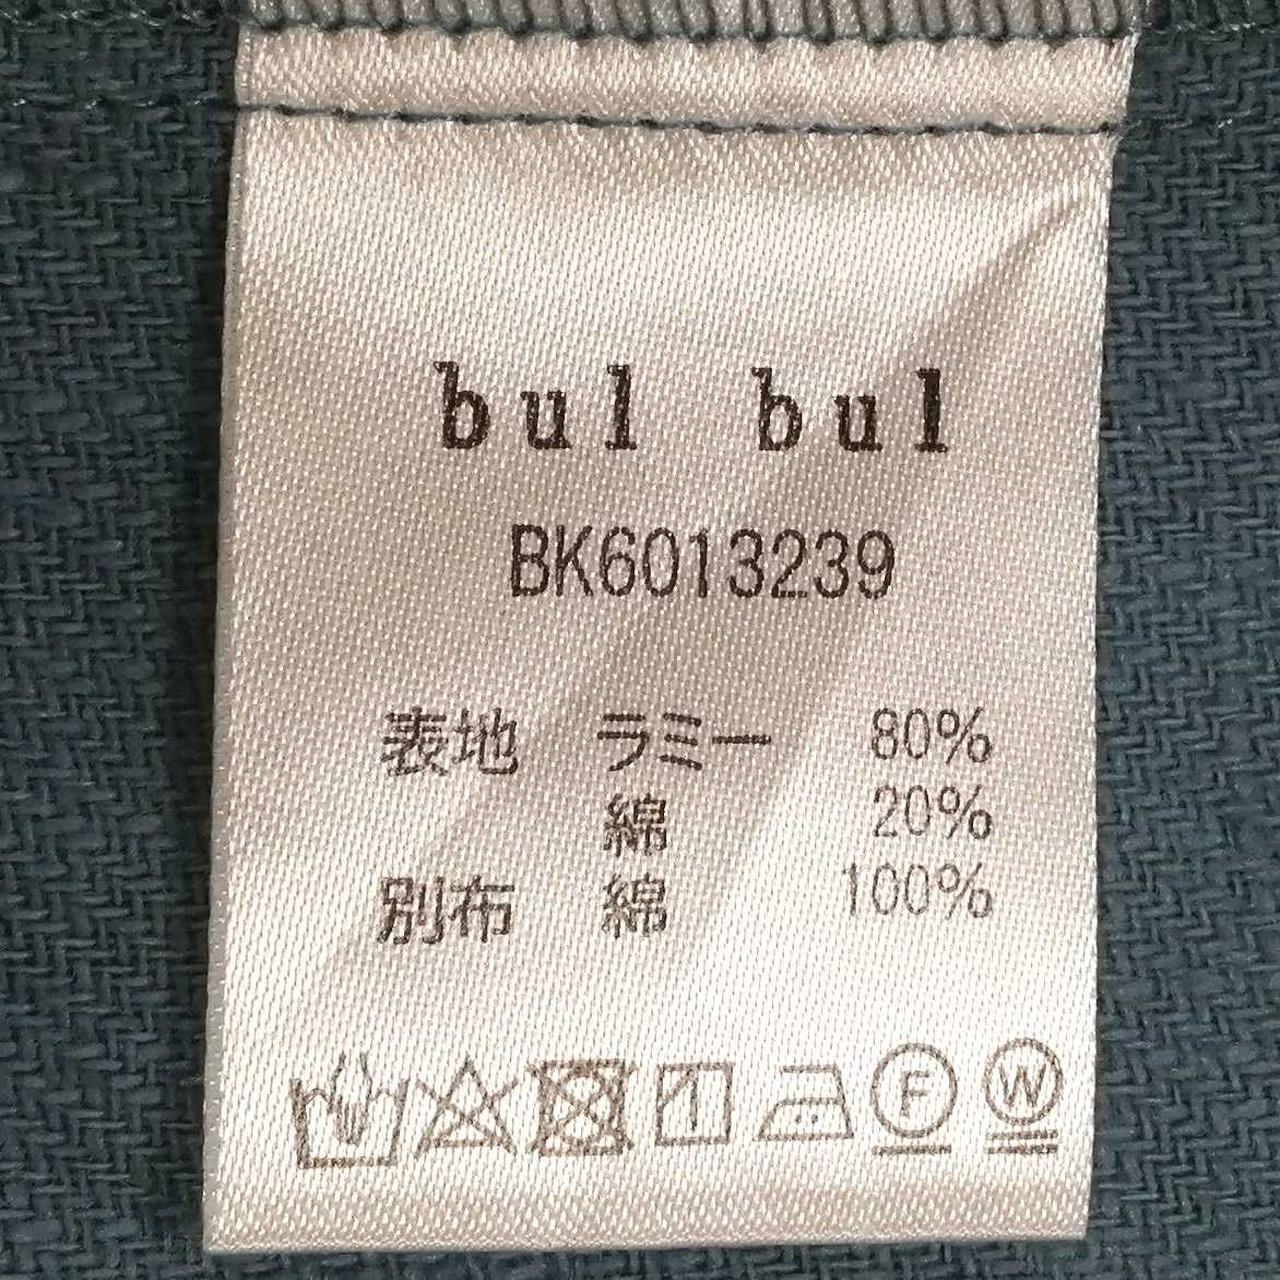 bul bul
BK6013239
表地 ラミー 80%
綿 20%
別布 綿 100%
F W